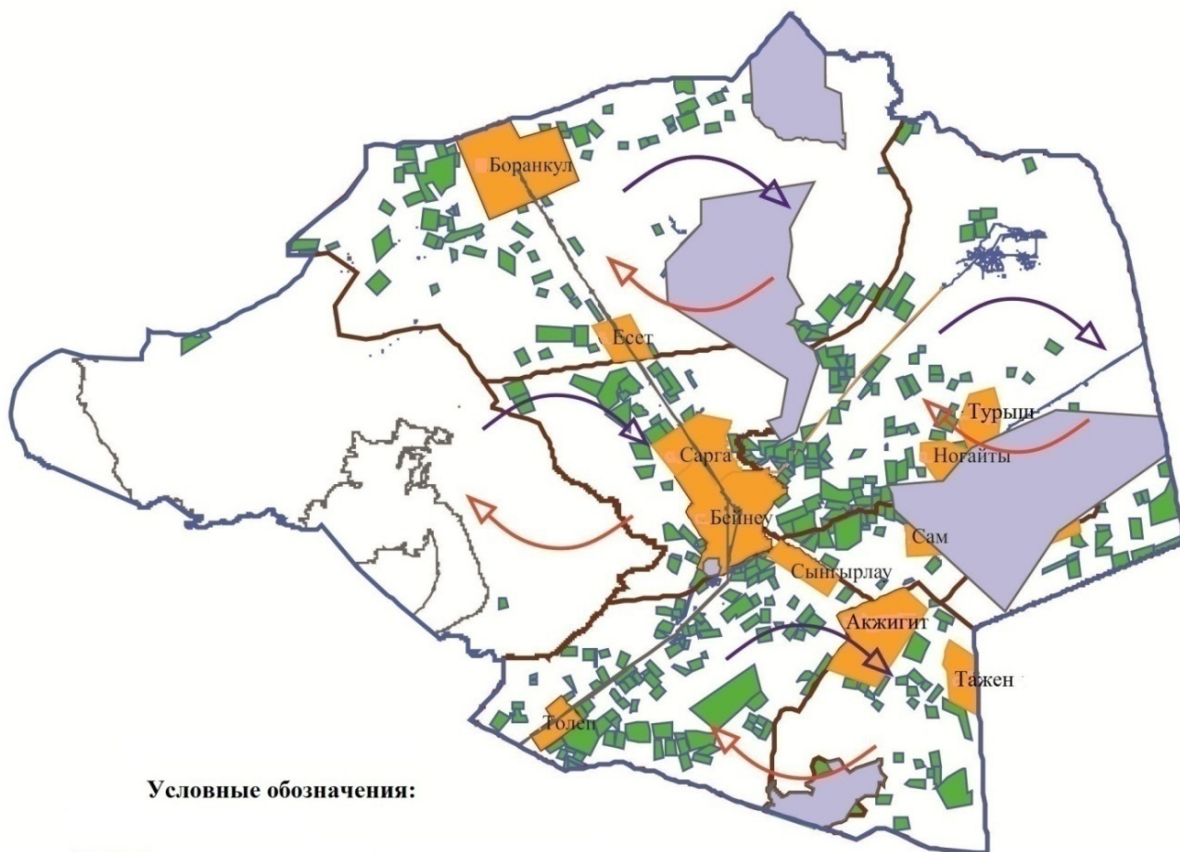 Боранкул
Есет
Турыш
Сарга
Ногайты
Бейнеу
Сам
Сынгырлау
Акжигит
Тажен
Толеп
Условные обозначения: